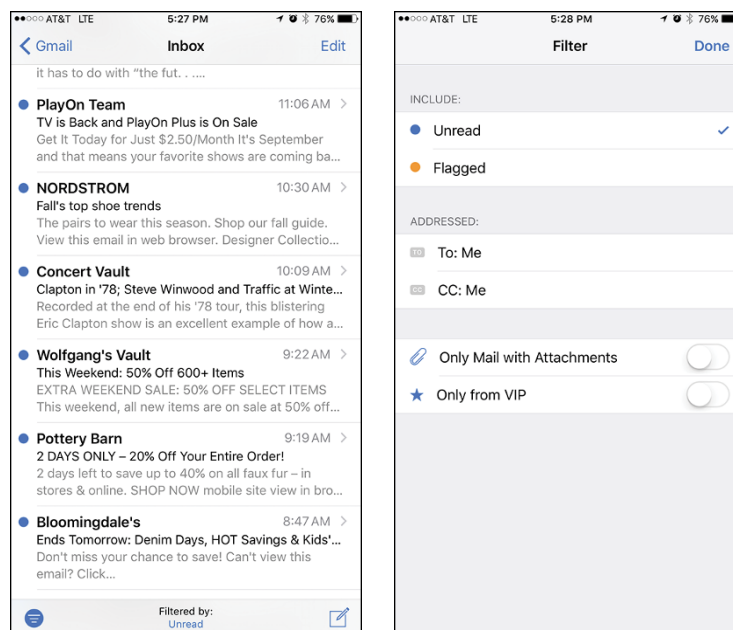 AT&T LTE 5:27 PM 76%
Gmail Inbox Edit
it has to do with “the fut. . ....
PlayOn Team 11:06 AM
TV is Back and PlayOn Plus is On Sale
Get It Today for Just $2.50/Month It's September
and that means your favorite shows are coming ba...
NORDSTROM 10:30 AM
Fall's top shoe trends
The pairs to wear this season. Shop our fall guide.
View this email in web browser. Designer Collectio...
Concert Vault 10:09 AM
Clapton in '78; Steve Winwood and Traffic at Winte...
Recorded at the end of his '78 tour, this blistering
Eric Clapton show is an excellent example of how a...
Wolfgang's Vault 9:22 AM
This Weekend: 50% Off 600+ Items
EXTRA WEEKEND SALE: 50% OFF SELECT ITEMS
This weekend, all new items are on sale at 50% off...
Pottery Barn 9:19 AM
2 DAYS ONLY – 20% Off Your Entire Order!
2 days left to save up to 40% on all faux fur – in
stores & online. SHOP NOW mobile site view in bro...
Bloomingdale's 8:47 AM
Ends Tomorrow: Denim Days, HOT Savings & Kids'...
Don't miss your chance to save! Can't view this
email? Click...
Filtered by:
Unread
AT&T LTE 5:28 PM 76%
Filter Done
INCLUDE:
Unread
Flagged
ADDRESSED:
TO To: Me
CC CC: Me
Only Mail with Attachments
Only from VIP